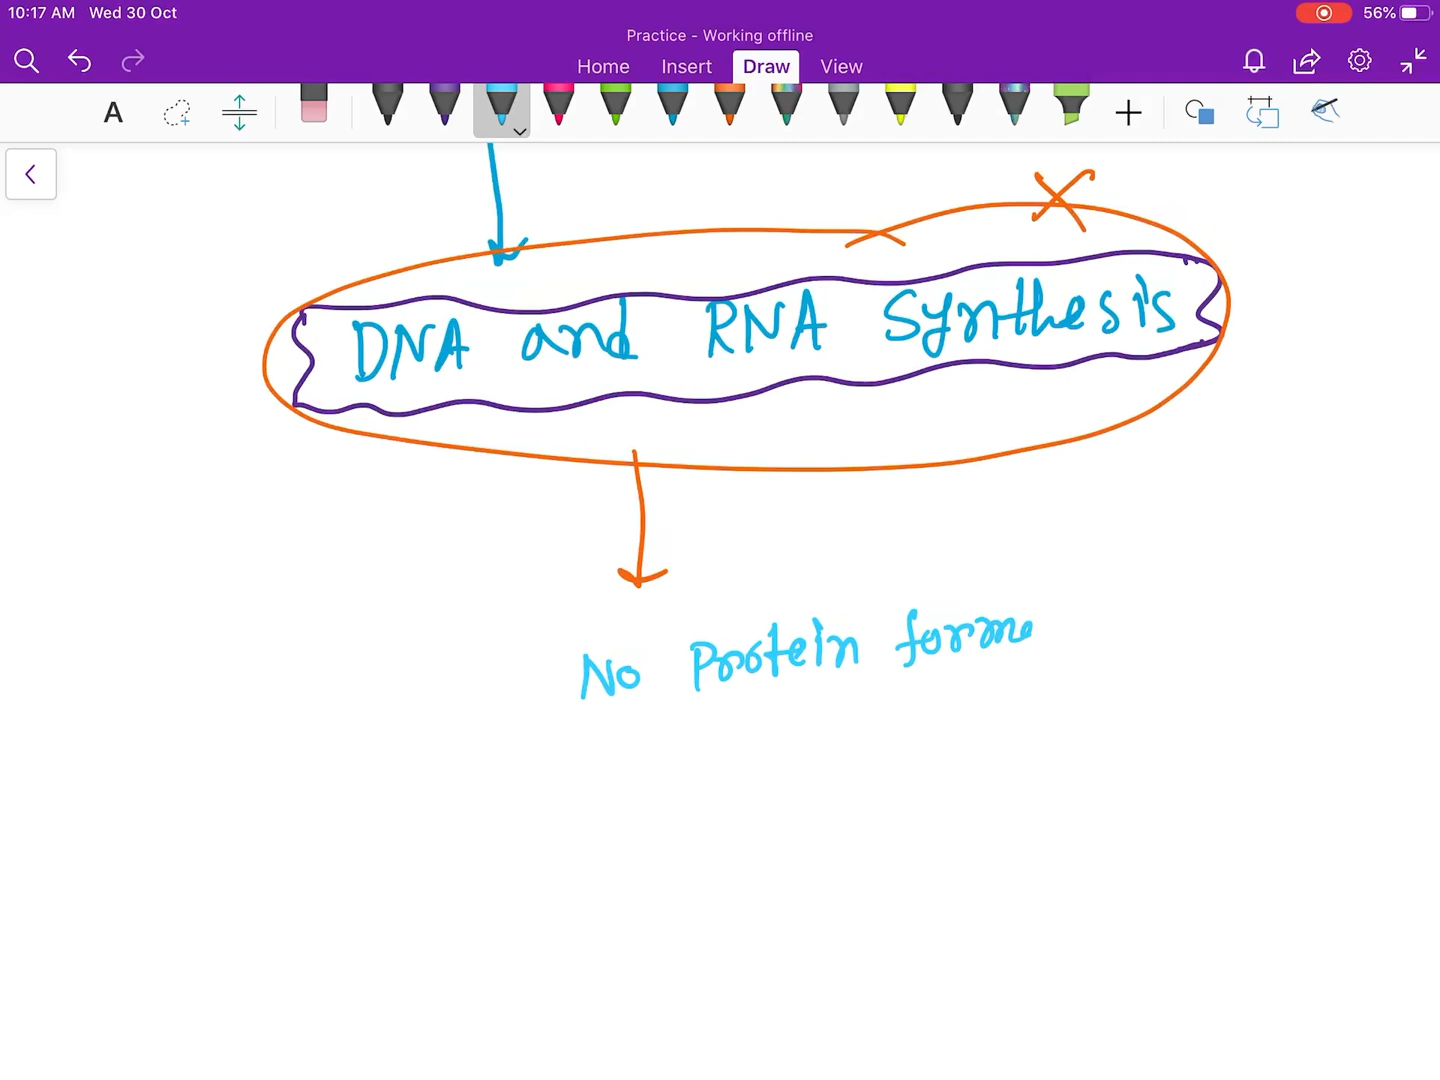 10:17 AM Wed 30 Oct
56%
Practice - Working offline
Home Insert Draw View
A
DNA and RNA Synthesis
No Protein forme